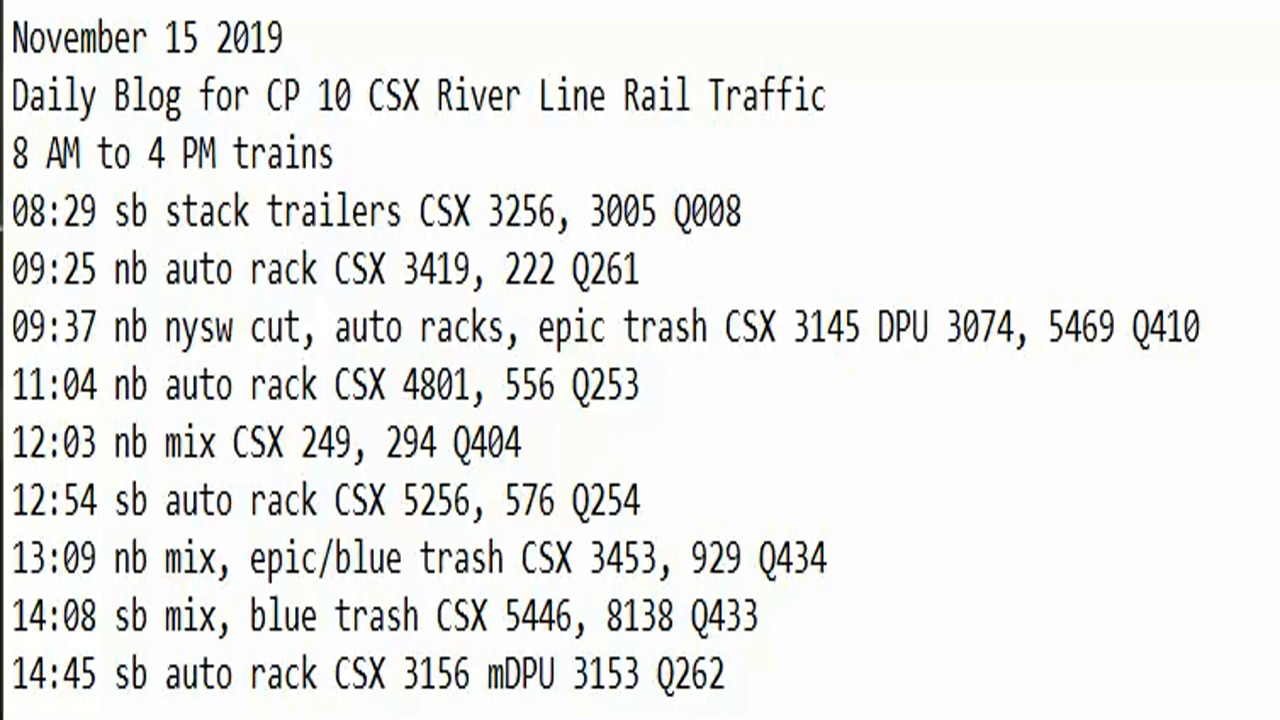 November 15 2019
Daily Blog for CP 10 CSX River Line Rail Traffic
8 AM to 4 PM trains
08:29 sb stack trailers CSX 3256, 3005 Q008
09:25 nb auto rack CSX 3419, 222 Q261
09:37 nb nysw cut, auto racks, epic trash CSX 3145 DPU 3074, 5469 Q410
11:04 nb auto rack CSX 4801, 556 Q253
12:03 nb mix CSX 249, 294 Q404
12:54 sb auto rack CSX 5256, 576 Q254
13:09 nb mix, epic/blue trash CSX 3453, 929 Q434
14:08 sb mix, blue trash CSX 5446, 8138 Q433
14:45 sb auto rack CSX 3156 mDPU 3153 Q262